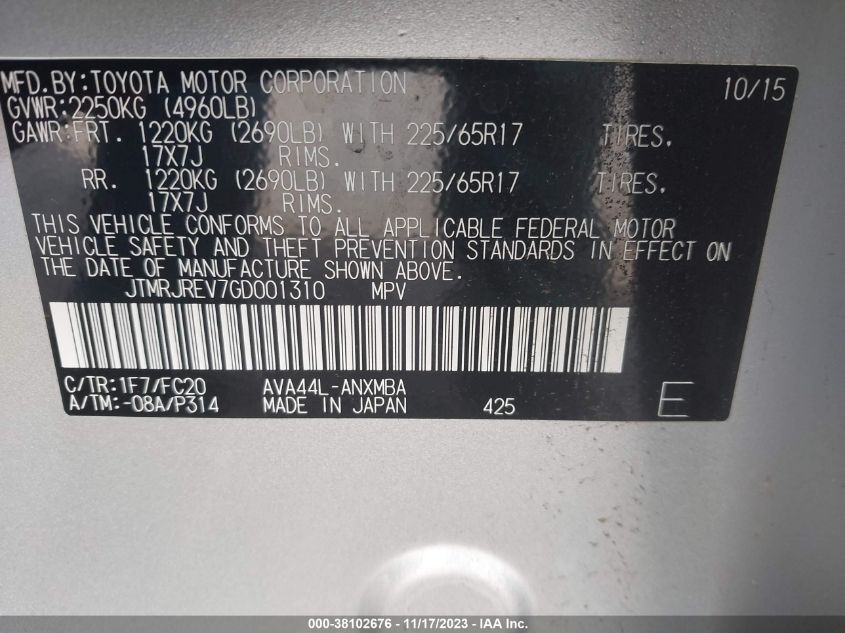 MFD.BY:TOYOTA MOTOR CORPORATION 10/15
GVWR:2250KG (4960LB)
GAWR:FRT. 1220KG (2690LB) WITH 225/65R17 TIRES.
17X7J RIMS.
RR. 1220KG (2690LB) WITH 225/65R17 TIRES.
17X7J RIMS.
THIS VEHICLE CONFORMS TO ALL APPLICABLE FEDERAL MOTOR
VEHICLE SAFETY AND THEFT PREVENTION STANDARDS IN EFFECT ON
THE DATE OF MANUFACTURE SHOWN ABOVE.
JTMRJREV7GD001310 MPV
C/TR:1F7/FC20 AVA44L-ANXMBA
A/TM:-08A/P314 MADE IN JAPAN 425 E
000-38102676 - 11/17/2023 - IAA Inc.